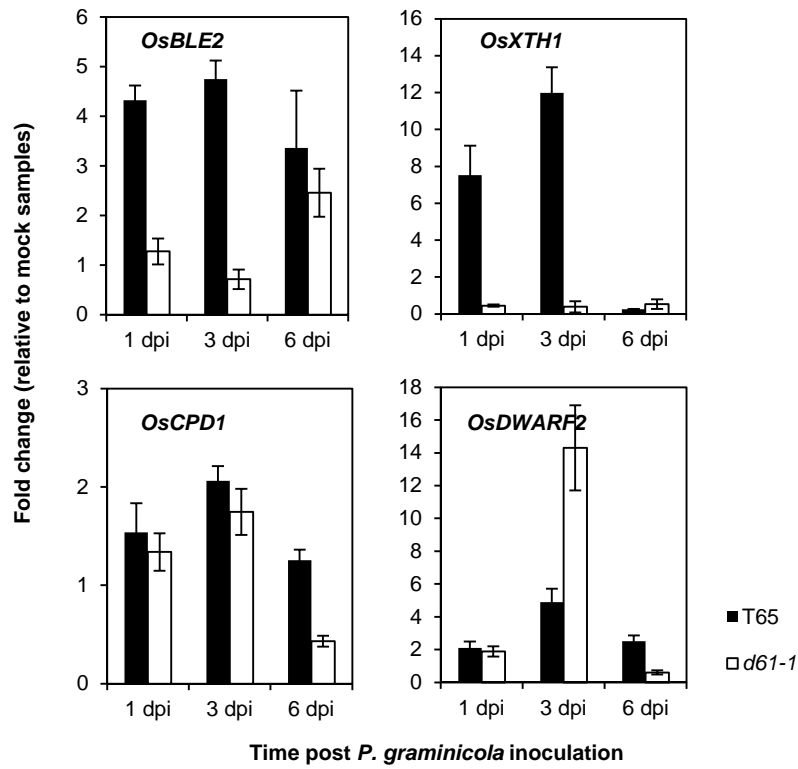 Fold change (relative to mock samples)
OsBLE2
6
5
4
3
2
1
0
1 dpi 3 dpi 6 dpi
OsXTH1
16
14
12
10
8
6
4
2
0
1 dpi 3 dpi 6 dpi
OsCPD1
3
2
1
0
1 dpi 3 dpi 6 dpi
OsDWARF2
18
16
14
12
10
8
6
4
2
0
1 dpi 3 dpi 6 dpi
T65
d61-1
Time post P. graminicola inoculation